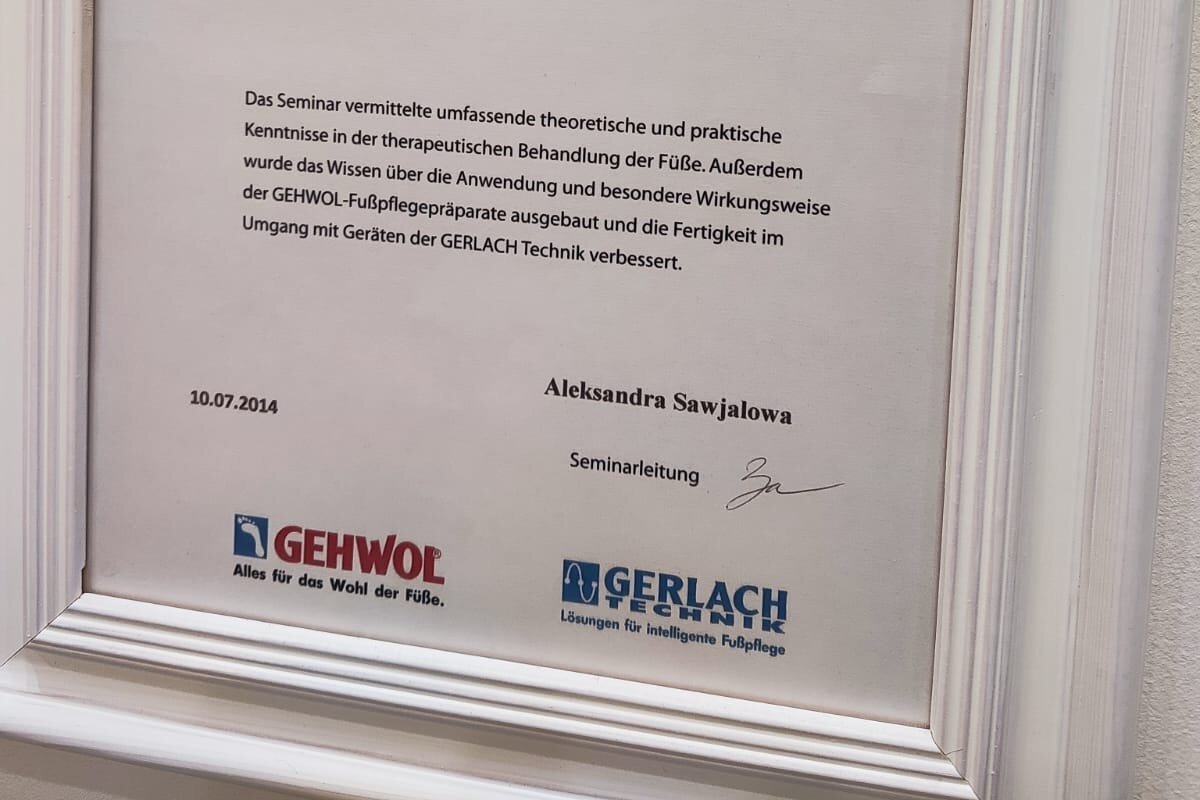 Das Seminar vermittelte umfassende theoretische und praktische
Kenntnisse in der therapeutischen Behandlung der Füße. Außerdem
wurde das Wissen über die Anwendung und besondere Wirkungsweise
der GEHWOL-Fußpflegepräparate ausgebaut und die Fertigkeit im
Umgang mit Geräten der GERLACH Technik verbessert.
10.07.2014
Aleksandra Sawjalowa
Seminarleitung
GEHWOL®
Alles für das Wohl der Füße.
GERLACH
TECHNIK
Lösungen für intelligente Fußpflege